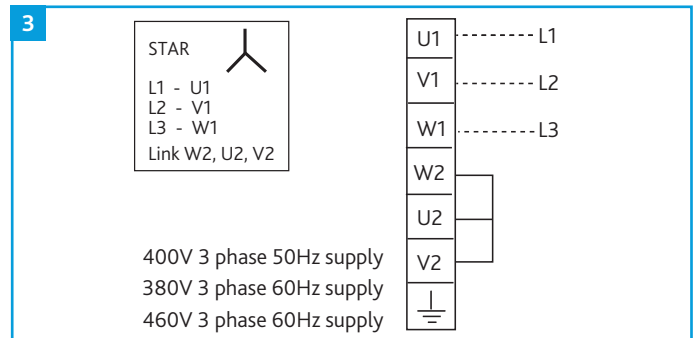 3
STAR
L1 - U1
L2 - V1
L3 - W1
Link W2, U2, V2
U1 L1
V1 L2
W1 L3
W2
U2
V2
400V 3 phase 50Hz supply
380V 3 phase 60Hz supply
460V 3 phase 60Hz supply